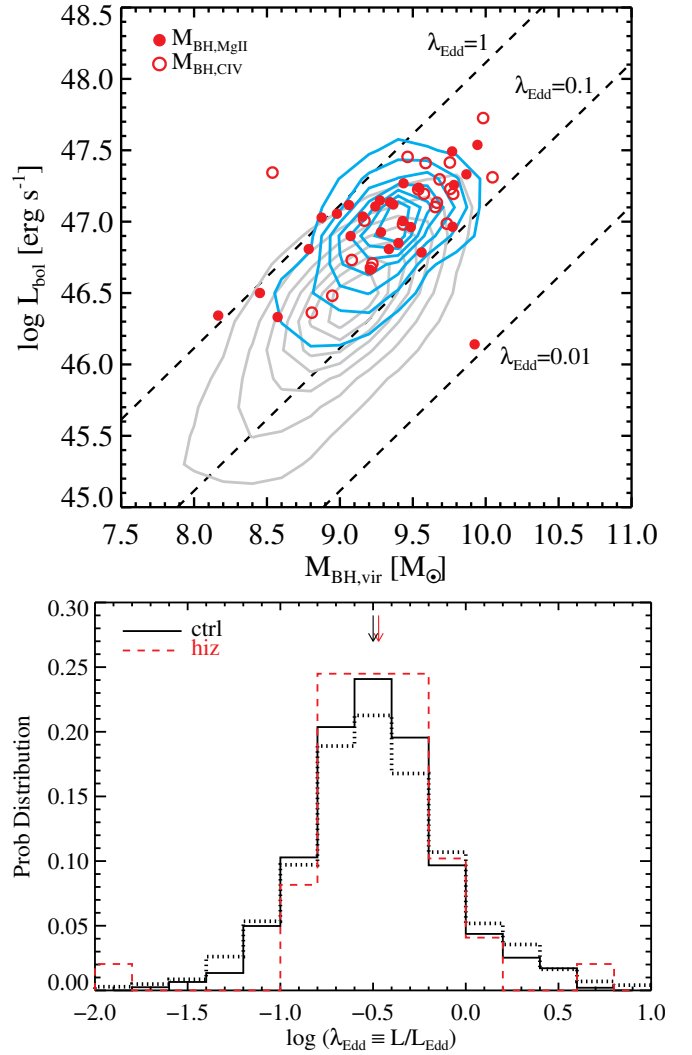 48.5
48.0
47.5
47.0
46.5
46.0
45.5
45.0
log L_bol [erg s⁻¹]
M_BH,MgII
M_BH,CIV
λ_Edd=1
λ_Edd=0.1
λ_Edd=0.01
7.5 8.0 8.5 9.0 9.5 10.0 10.5 11.0
M_BH,vir [M_⊙]
0.30
0.25
0.20
0.15
0.10
0.05
0.00
Prob Distribution
ctrl
hiz
−2.0 −1.5 −1.0 −0.5 0.0 0.5 1.0
log (λ_Edd ≡ L/L_Edd)